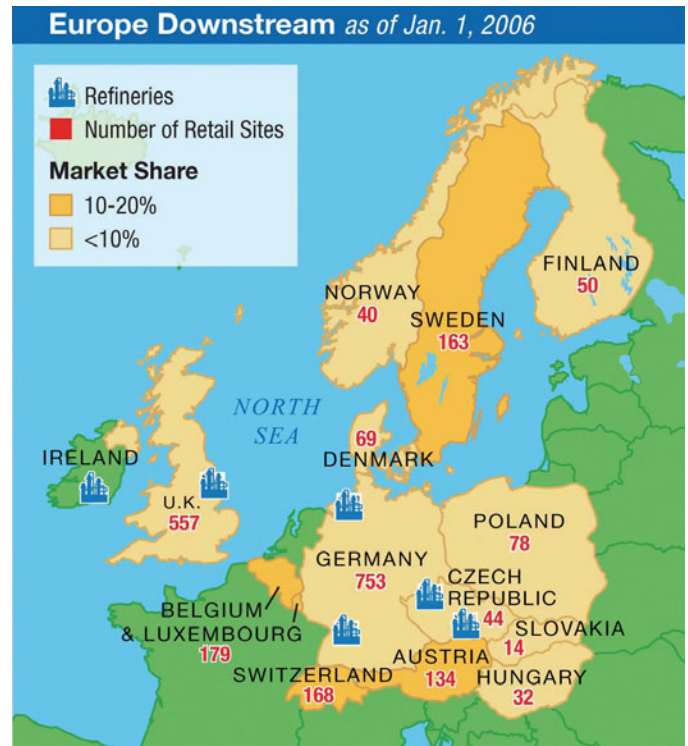 Europe Downstream as of Jan. 1, 2006
Refineries
Number of Retail Sites
Market Share
10-20%
<10%
FINLAND
50
NORWAY
40
SWEDEN
163
NORTH
SEA
69
DENMARK
IRELAND
U.K.
557
POLAND
78
GERMANY
753
CZECH
REPUBLIC
44
BELGIUM
& LUXEMBOURG
179
SLOVAKIA
14
SWITZERLAND
168
AUSTRIA
134
HUNGARY
32